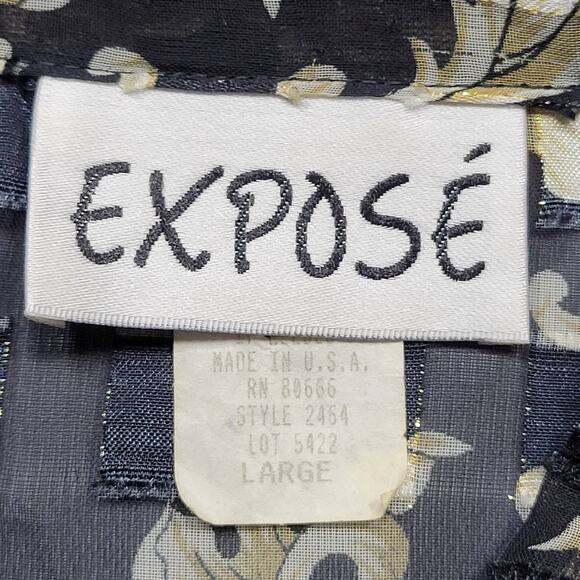 EXPOSÉ
MADE IN U.S.A.
RN 80666
STYLE 2464
LOT 5422
LARGE